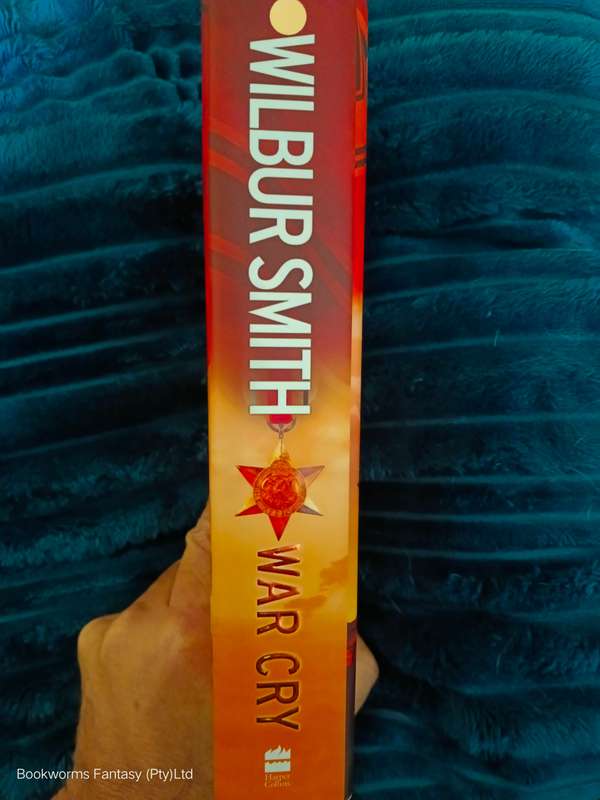 WILBUR SMITH
WAR CRY
Harper
Collins
Bookworms Fantasy (Pty)Ltd